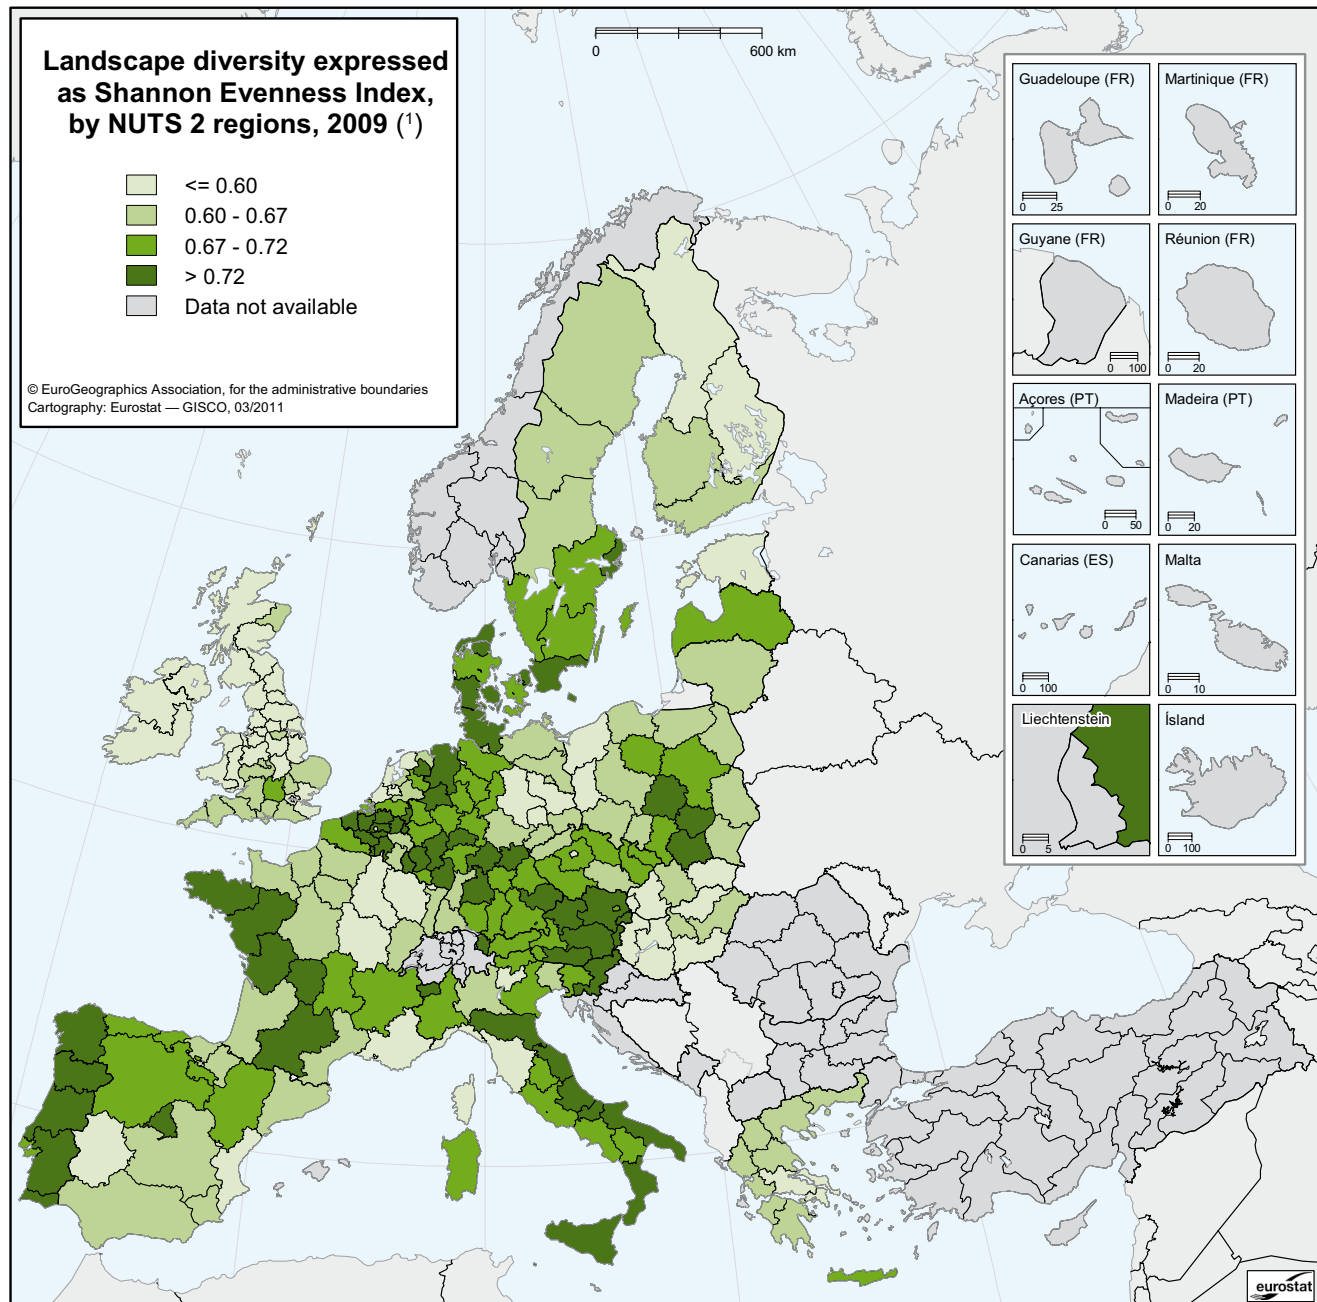 Landscape diversity expressed
as Shannon Evenness Index,
by NUTS 2 regions, 2009 (¹)
<= 0.60
0.60 - 0.67
0.67 - 0.72
> 0.72
Data not available
© EuroGeographics Association, for the administrative boundaries
Cartography: Eurostat — GISCO, 03/2011
0 600 km
Guadeloupe (FR)
0 25
Martinique (FR)
0 20
Guyane (FR)
0 100
Réunion (FR)
0 20
Açores (PT)
0 50
Madeira (PT)
0 20
Canarias (ES)
0 100
Malta
0 10
Liechtenstein
0 5
Ísland
0 100
eurostat